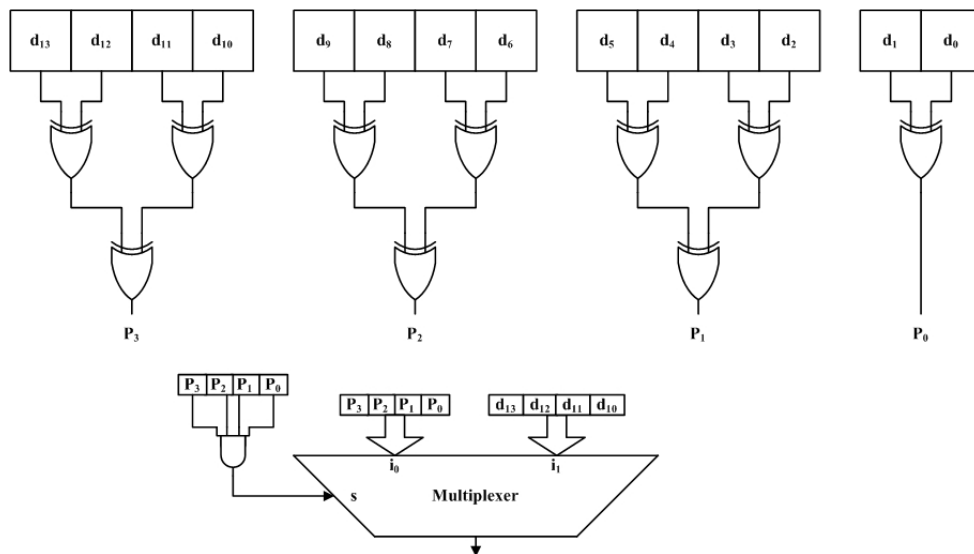 d₁₃ d₁₂ d₁₁ d₁₀ d₉ d₈ d₇ d₆ d₅ d₄ d₃ d₂ d₁ d₀
P₃ P₂ P₁ P₀
P₃ P₂ P₁ P₀
P₃ P₂ P₁ P₀ d₁₃ d₁₂ d₁₁ d₁₀
i₀ i₁
s Multiplexer